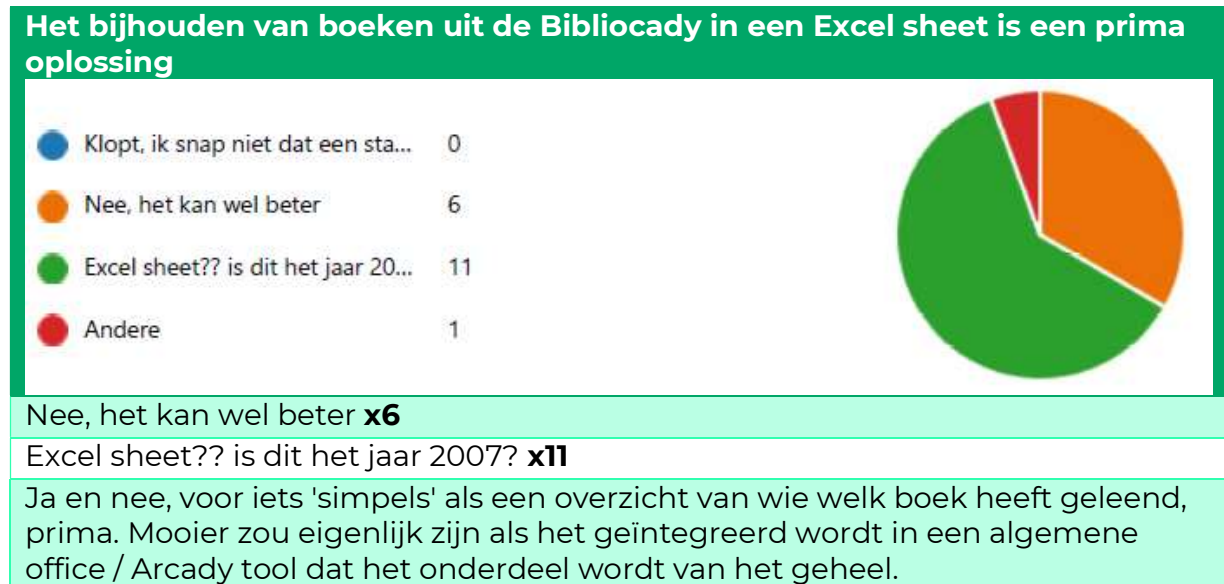 Het bijhouden van boeken uit de Bibliocady in een Excel sheet is een prima
oplossing
Klopt, ik snap niet dat een sta... 0
Nee, het kan wel beter 6
Excel sheet?? is dit het jaar 20... 11
Andere 1
Nee, het kan wel beter x6
Excel sheet?? is dit het jaar 2007? x11
Ja en nee, voor iets 'simpels' als een overzicht van wie welk boek heeft geleend,
prima. Mooier zou eigenlijk zijn als het geïntegreerd wordt in een algemene
office / Arcady tool dat het onderdeel wordt van het geheel.